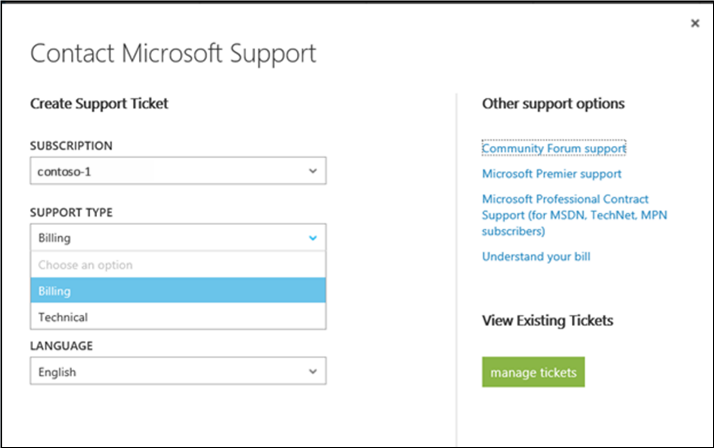 Contact Microsoft Support
Create Support Ticket
SUBSCRIPTION
contoso-1
SUPPORT TYPE
Billing
Choose an option
Billing
Technical
LANGUAGE
English
Other support options
Community Forum support
Microsoft Premier support
Microsoft Professional Contract
Support (for MSDN, TechNet, MPN
subscribers)
Understand your bill
View Existing Tickets
manage tickets